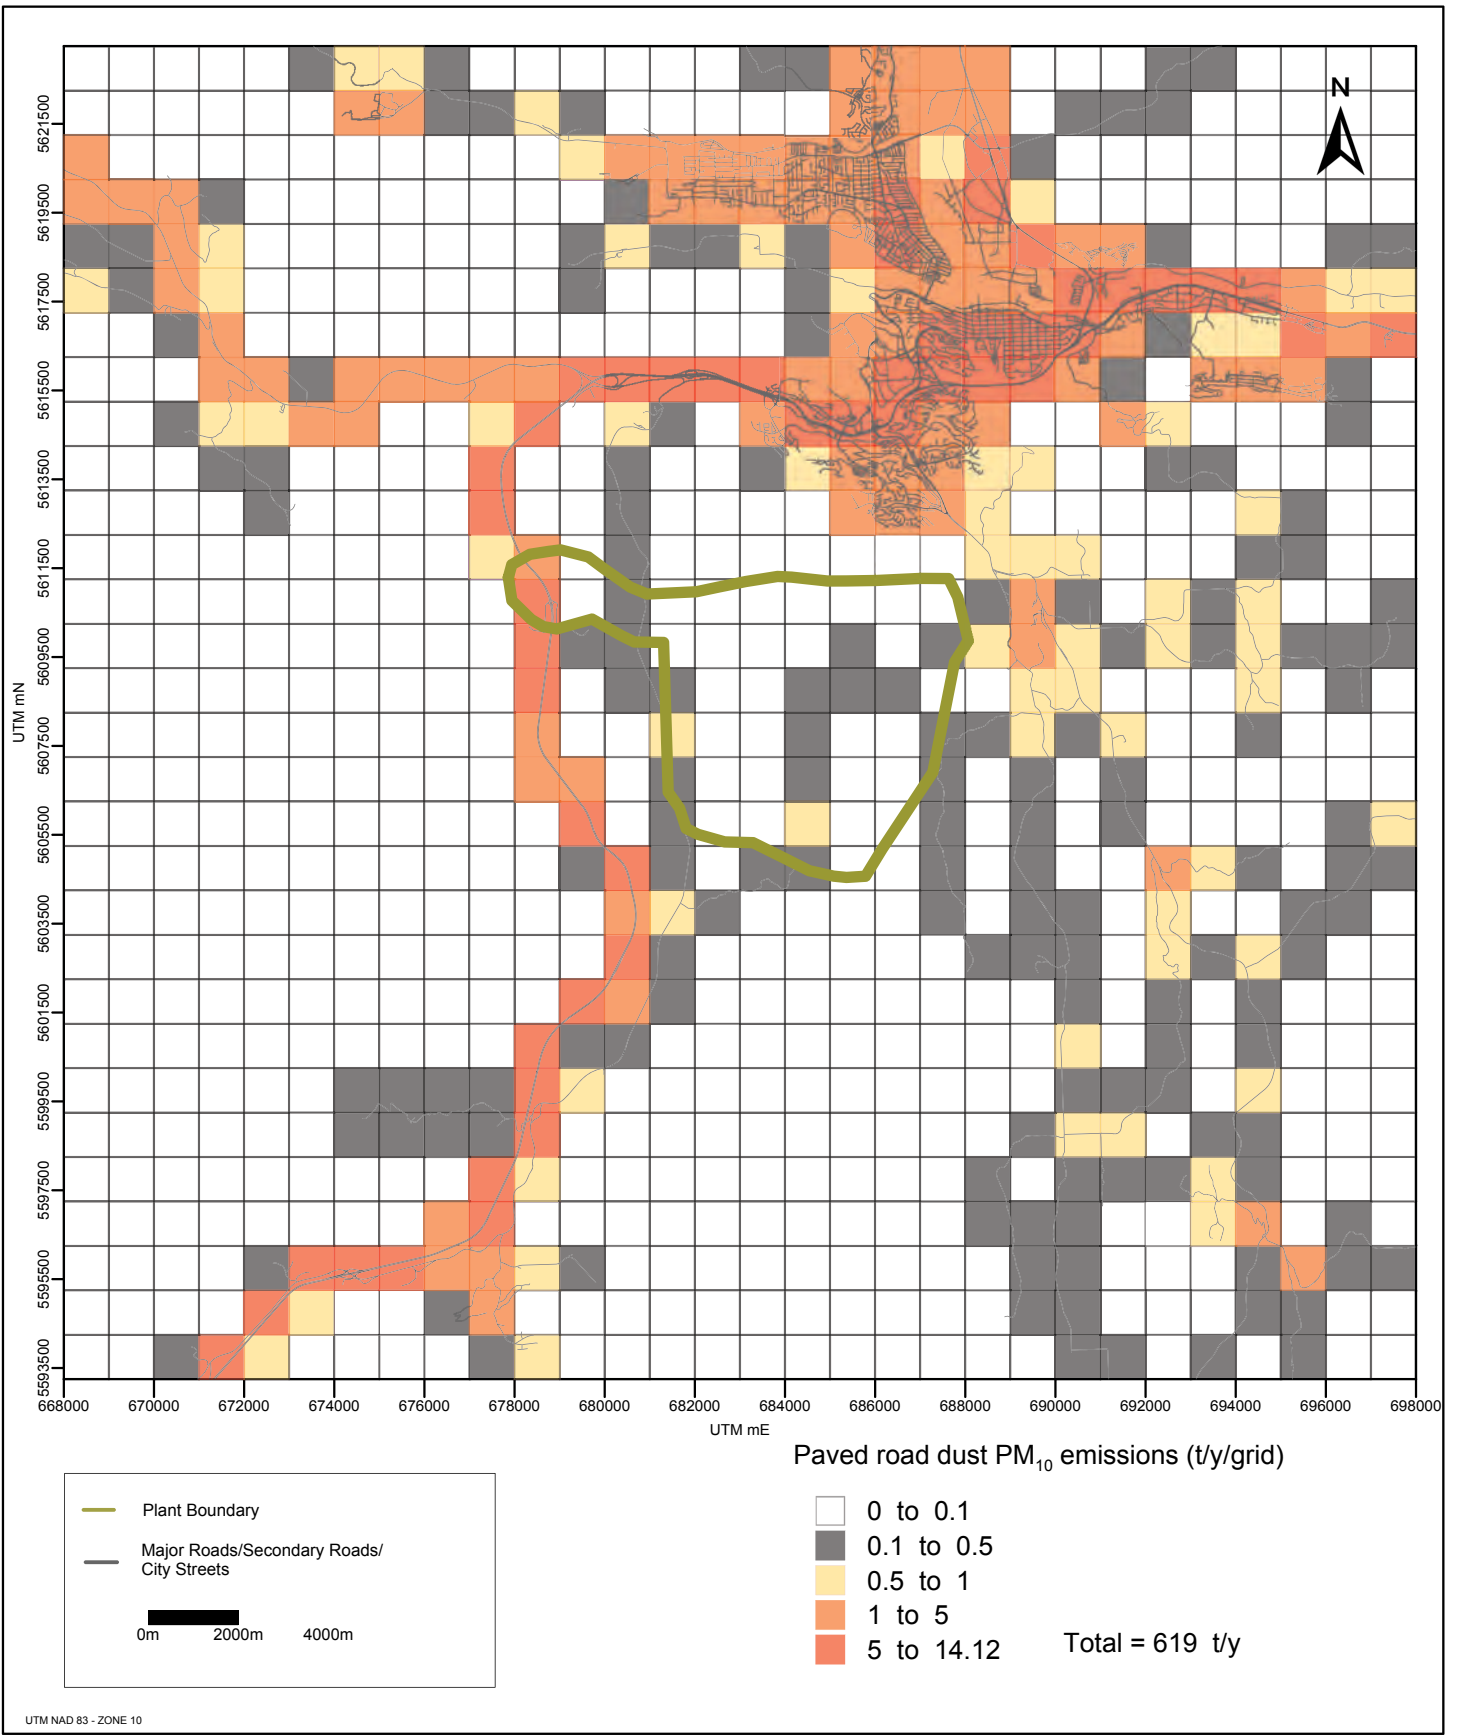 N
5621500
5619500
5617500
5615500
5613500
5611500
5609500
5607500
5605500
5603500
5601500
5599500
5597500
5595500
5593500
UTM mN
668000 670000 672000 674000 676000 678000 680000 682000 684000 686000 688000 690000 692000 694000 696000 698000
UTM mE
Plant Boundary
Major Roads/Secondary Roads/
City Streets
0m 2000m 4000m
Paved road dust PM10 emissions (t/y/grid)
0 to 0.1
0.1 to 0.5
0.5 to 1
1 to 5
5 to 14.12
Total = 619 t/y
UTM NAD 83 - ZONE 10